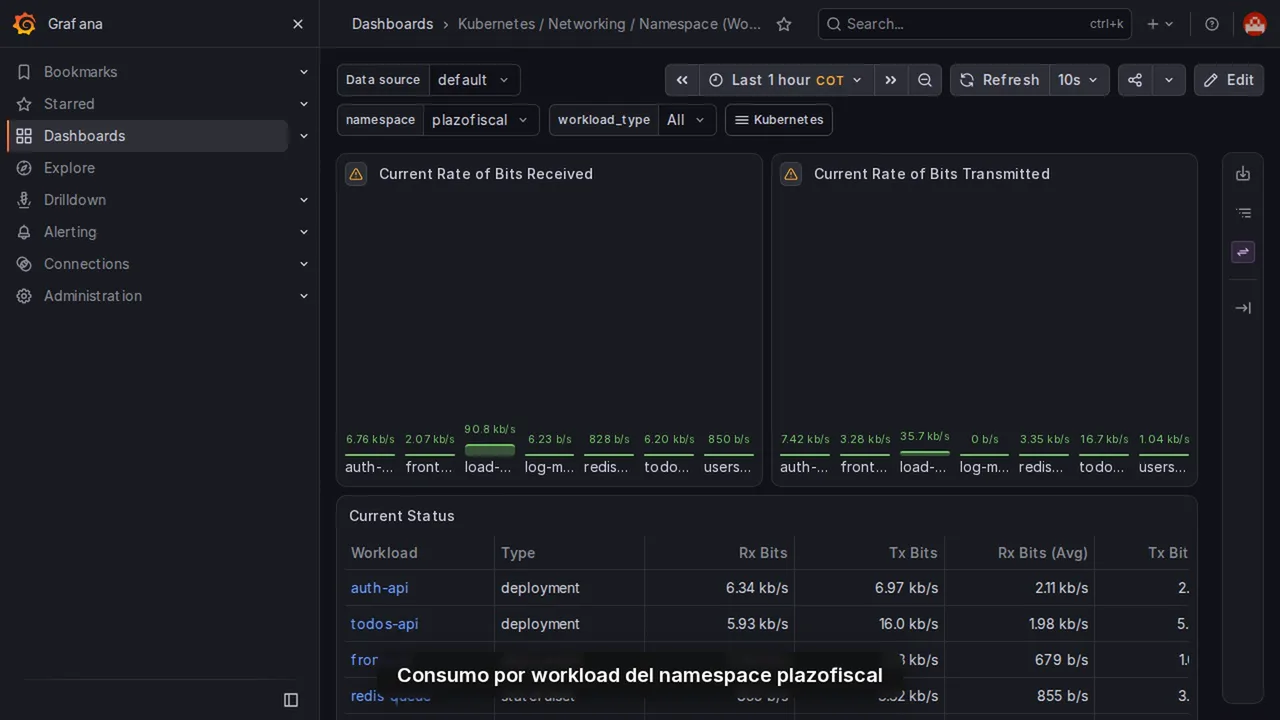 Grafana
Dashboards › Kubernetes / Networking / Namespace (Wo...
Search... ctrl+k
Bookmarks
Starred
Dashboards
Explore
Drilldown
Alerting
Connections
Administration
Data source default
Last 1 hour COT
Refresh 10s
Edit
namespace plazofiscal
workload_type All
Kubernetes
Current Rate of Bits Received
6.76 kb/s 2.07 kb/s 90.8 kb/s 6.23 b/s 828 b/s 6.20 kb/s 850 b/s
auth-... front... load-... log-m... redis... todo... users...
Current Rate of Bits Transmitted
7.42 kb/s 3.28 kb/s 35.7 kb/s 0 b/s 3.35 kb/s 16.7 kb/s 1.04 kb/s
auth-... front... load-... log-m... redis... todo... users...
Current Status
Workload Type Rx Bits Tx Bits Rx Bits (Avg) Tx Bit
auth-api deployment 6.34 kb/s 6.97 kb/s 2.11 kb/s 2.
todos-api deployment 5.93 kb/s 16.0 kb/s 1.98 kb/s 5.
fror kb/s 679 b/s 1.
855 b/s 3.
Consumo por workload del namespace plazofiscal